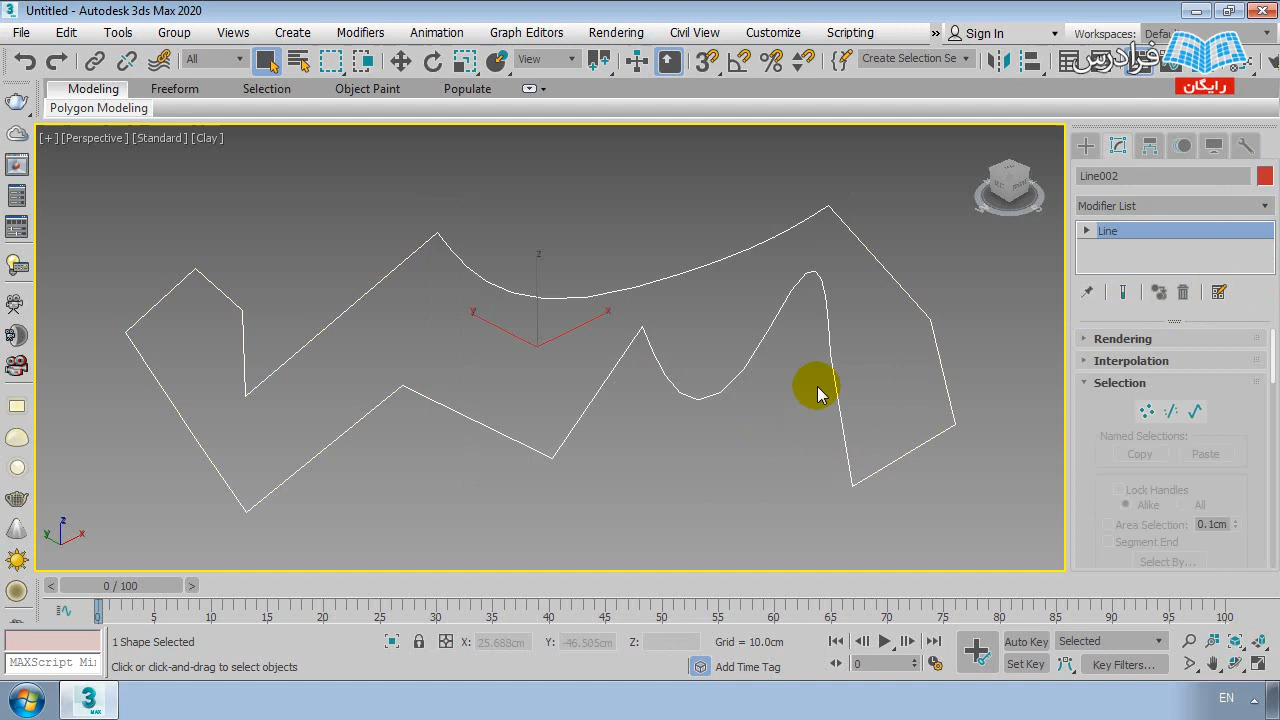 Untitled - Autodesk 3ds Max 2020
File Edit Tools Group Views Create Modifiers Animation Graph Editors Rendering Civil View Customize Scripting » Sign In Workspaces:
All View Create Selection Se
فرادرس
رایگان
Modeling Freeform Selection Object Paint Populate
Polygon Modeling
[+] [Perspective] [Standard] [Clay]
Line002
Modifier List
Line
z
y x
Rendering
Interpolation
Selection
Named Selections:
Copy Paste
Lock Handles
Alike All
Area Selection: 0.1cm
Segment End
Select By...
z
y x
< 0 / 100 >
0 5 10 15 20 25 30 35 40 45 50 55 60 65 70 75 80 85 90 95 100
1 Shape Selected X: 25.688cm Y: -46.505cm Z: Grid = 10.0cm Auto Key Selected
MAXScript Mi Click or click-and-drag to select objects Add Time Tag 0 Set Key Key Filters...
3 MAX EN